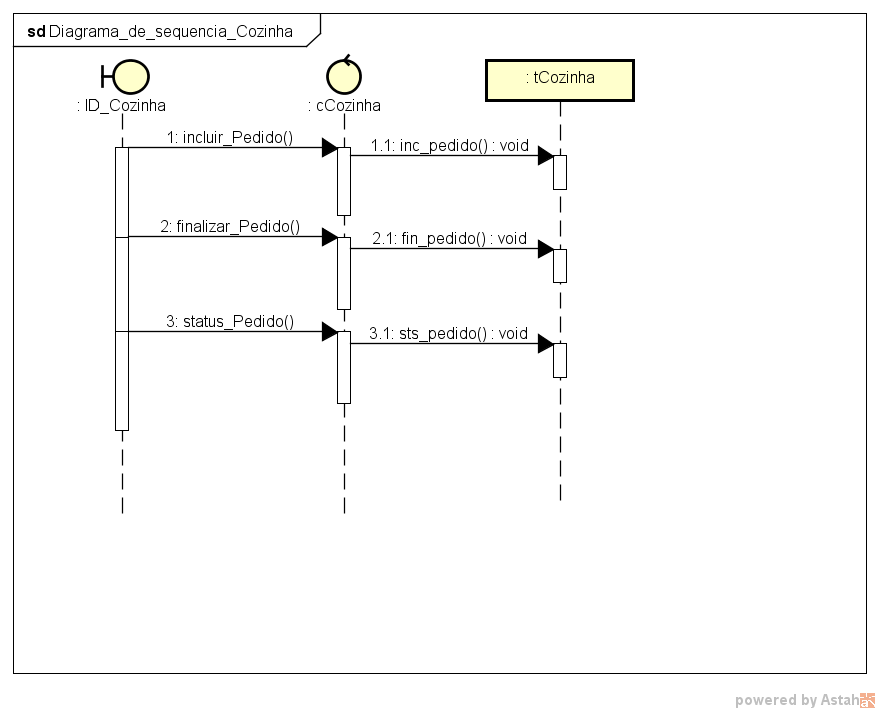 sd Diagrama_de_sequencia_Cozinha
: ID_Cozinha
: cCozinha
: tCozinha
1: incluir_Pedido()
1.1: inc_pedido() : void
2: finalizar_Pedido()
2.1: fin_pedido() : void
3: status_Pedido()
3.1: sts_pedido() : void
powered by Astah